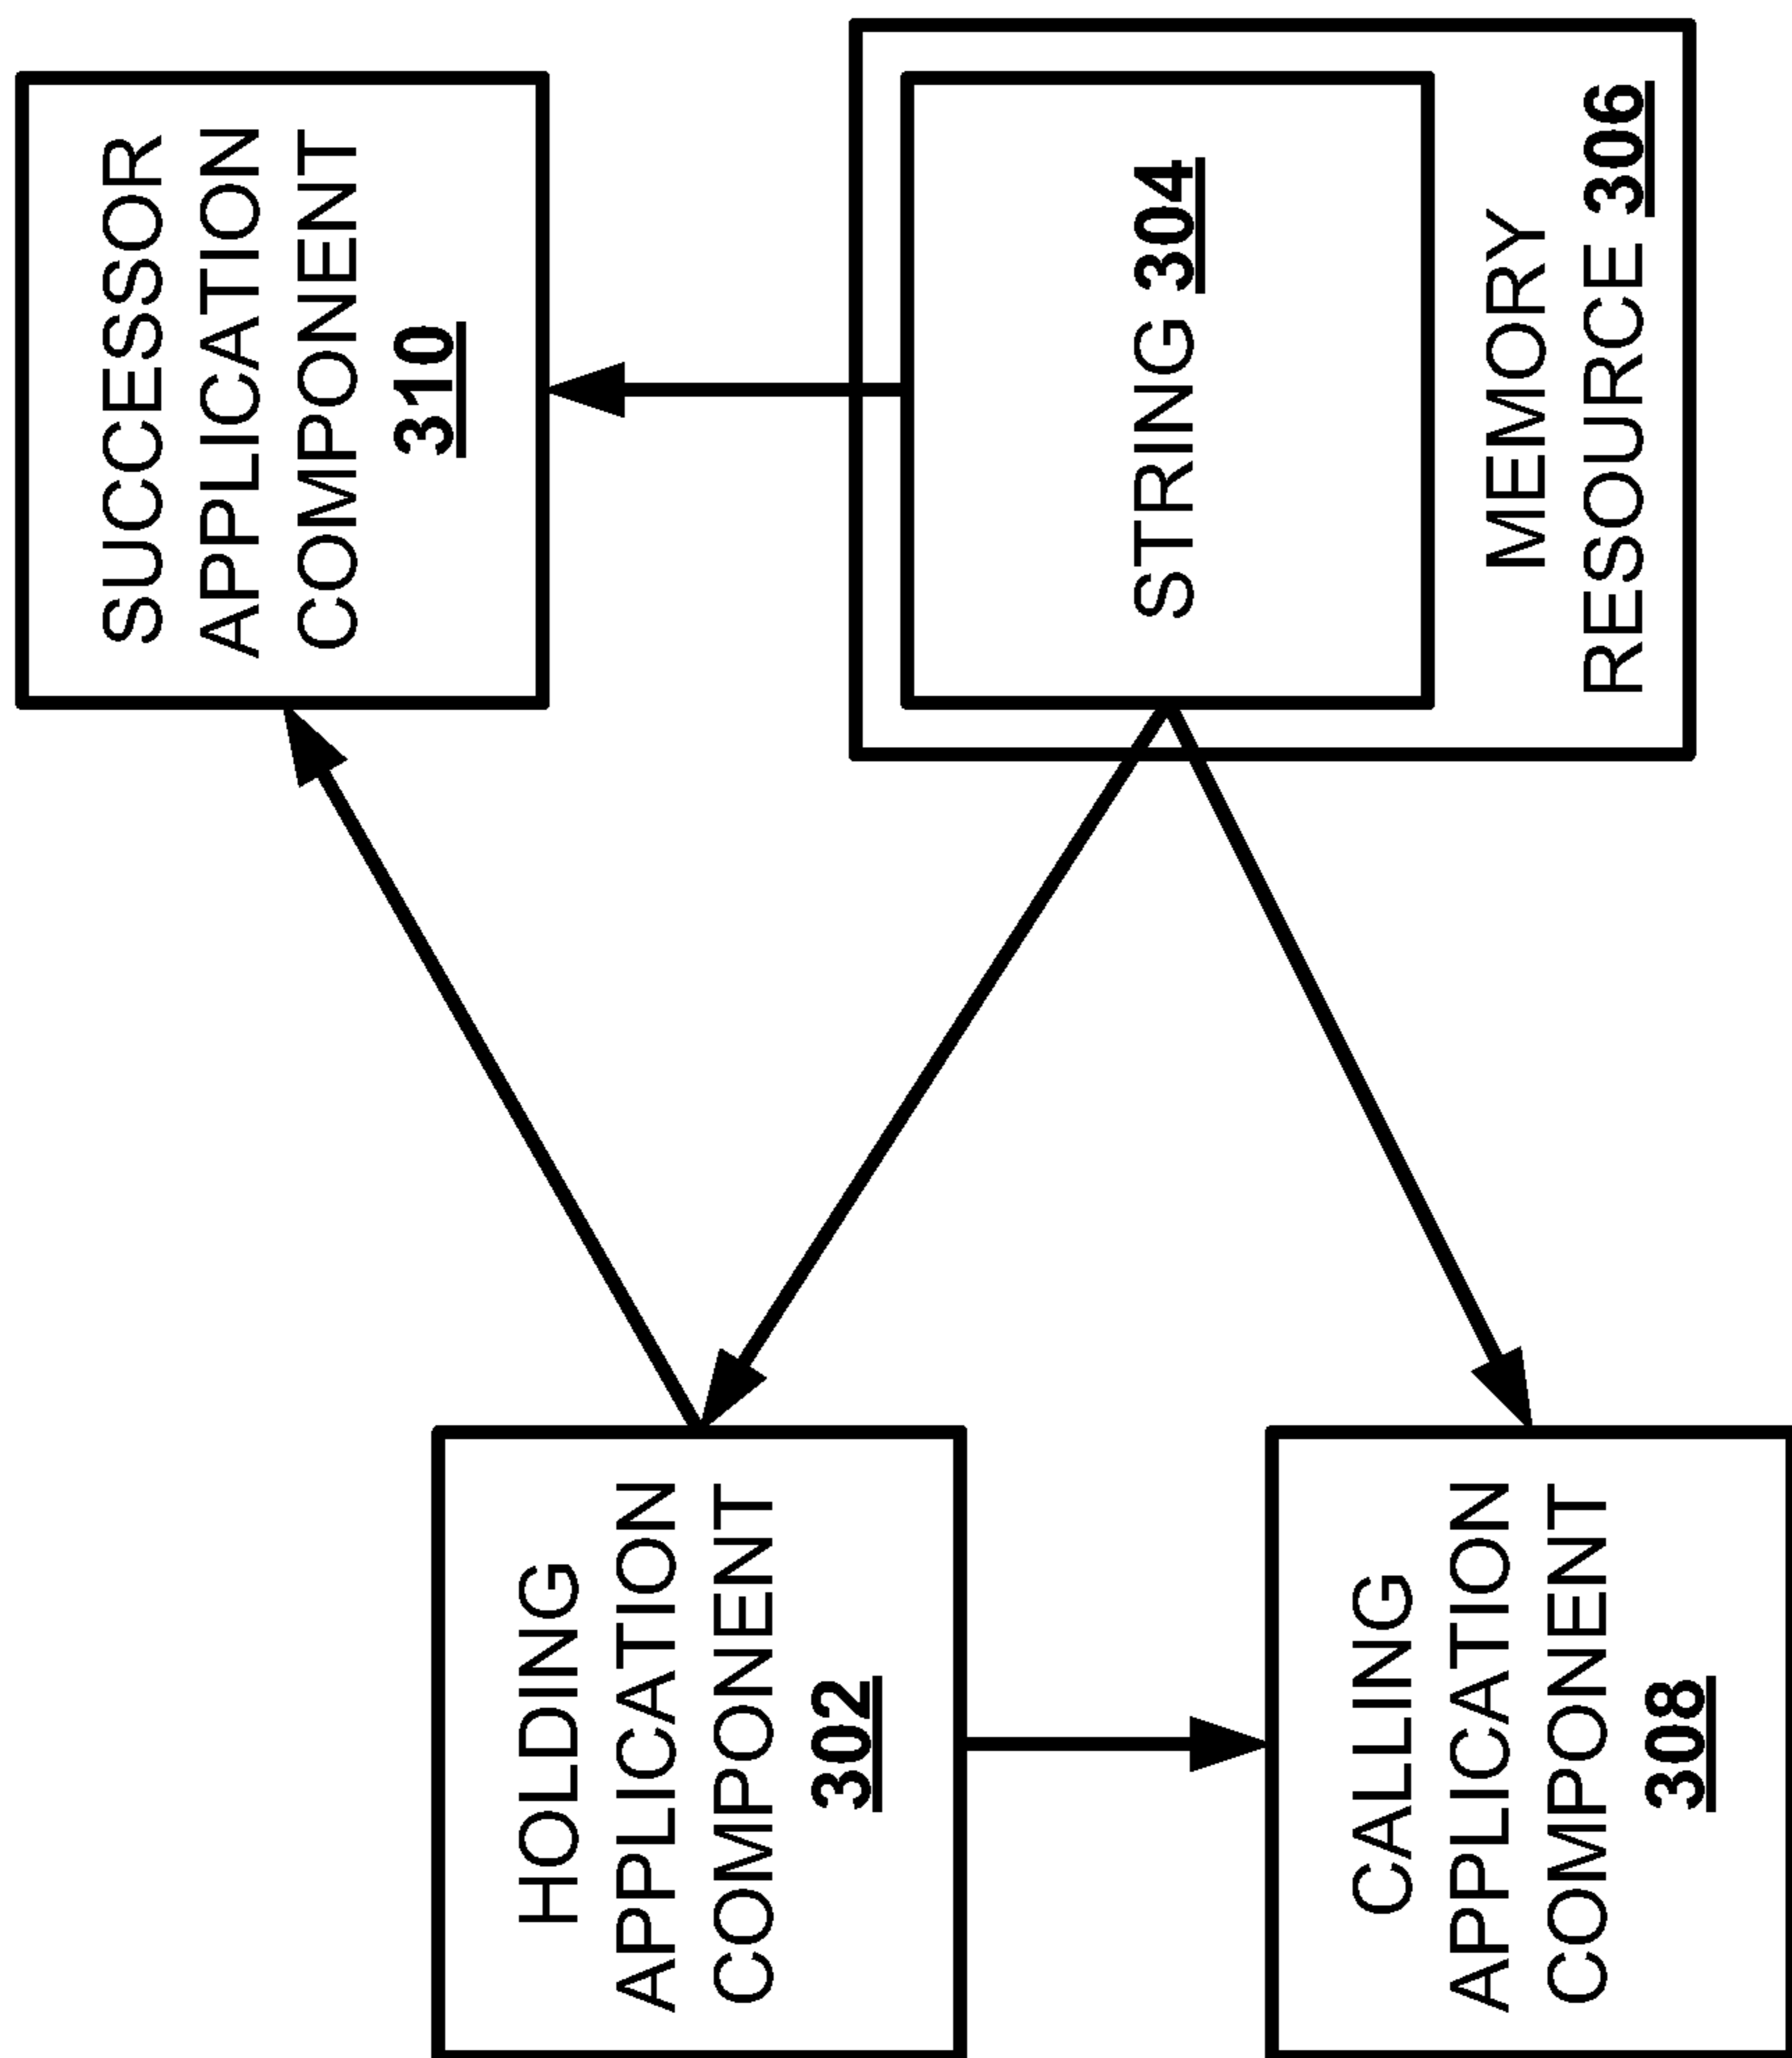 HOLDING
APPLICATION
COMPONENT
302
SUCCESSOR
APPLICATION
COMPONENT
310
STRING 304
MEMORY
RESOURCE 306
CALLING
APPLICATION
COMPONENT
308